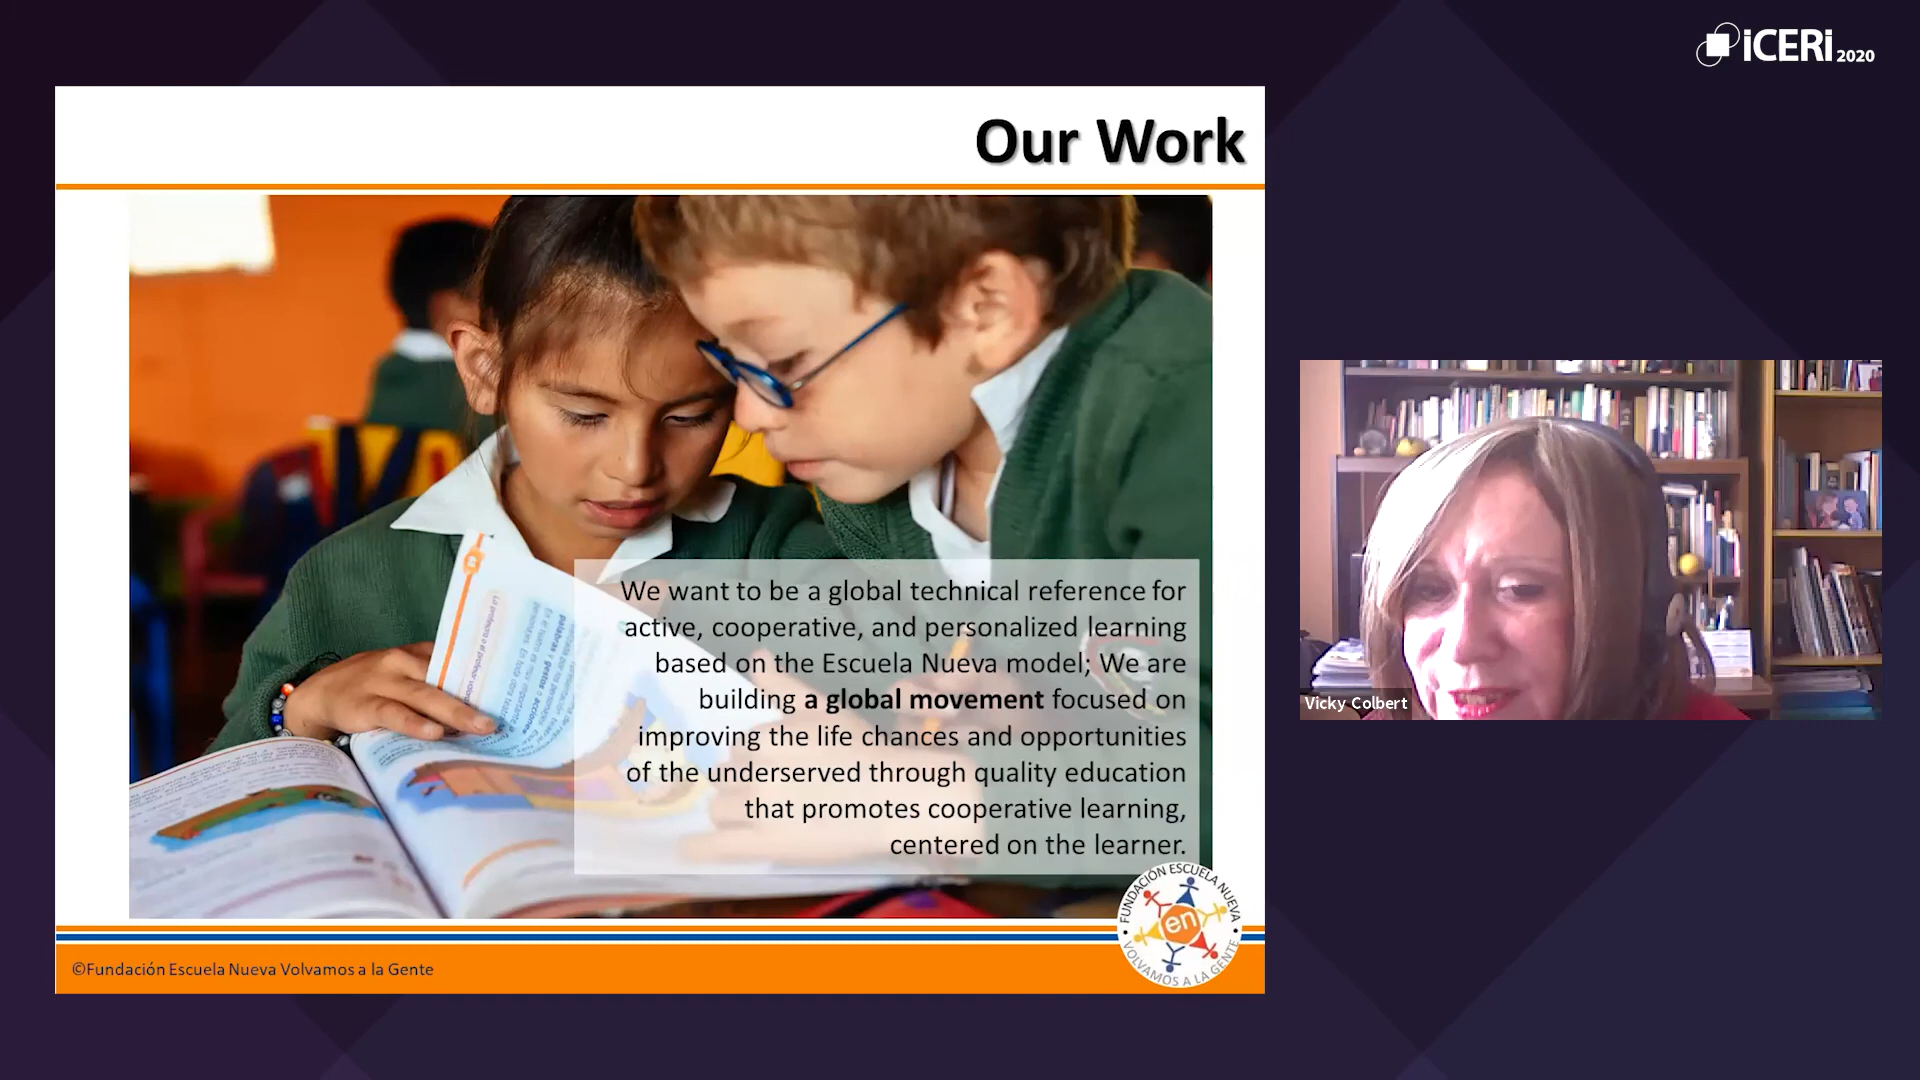 iCERi 2020
Our Work
We want to be a global technical reference for
active, cooperative, and personalized learning
based on the Escuela Nueva model; We are
building a global movement focused on
improving the life chances and opportunities
of the underserved through quality education
that promotes cooperative learning,
centered on the learner.
FUNDACIÓN ESCUELA NUEVA
en
VOLVAMOS A LA GENTE
©Fundación Escuela Nueva Volvamos a la Gente
Vicky Colbert